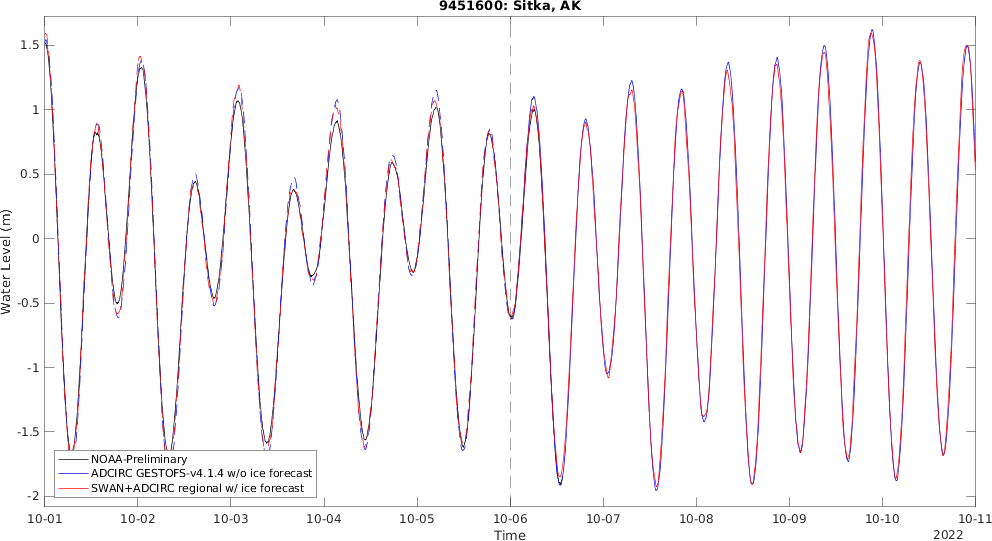 9451600: Sitka, AK
Water Level (m)
1.5
1
0.5
0
-0.5
-1
-1.5
-2
NOAA-Preliminary
ADCIRC GESTOFS-v4.1.4 w/o ice forecast
SWAN+ADCIRC regional w/ ice forecast
10-01 10-02 10-03 10-04 10-05 10-06 10-07 10-08 10-09 10-10 10-11
Time
2022